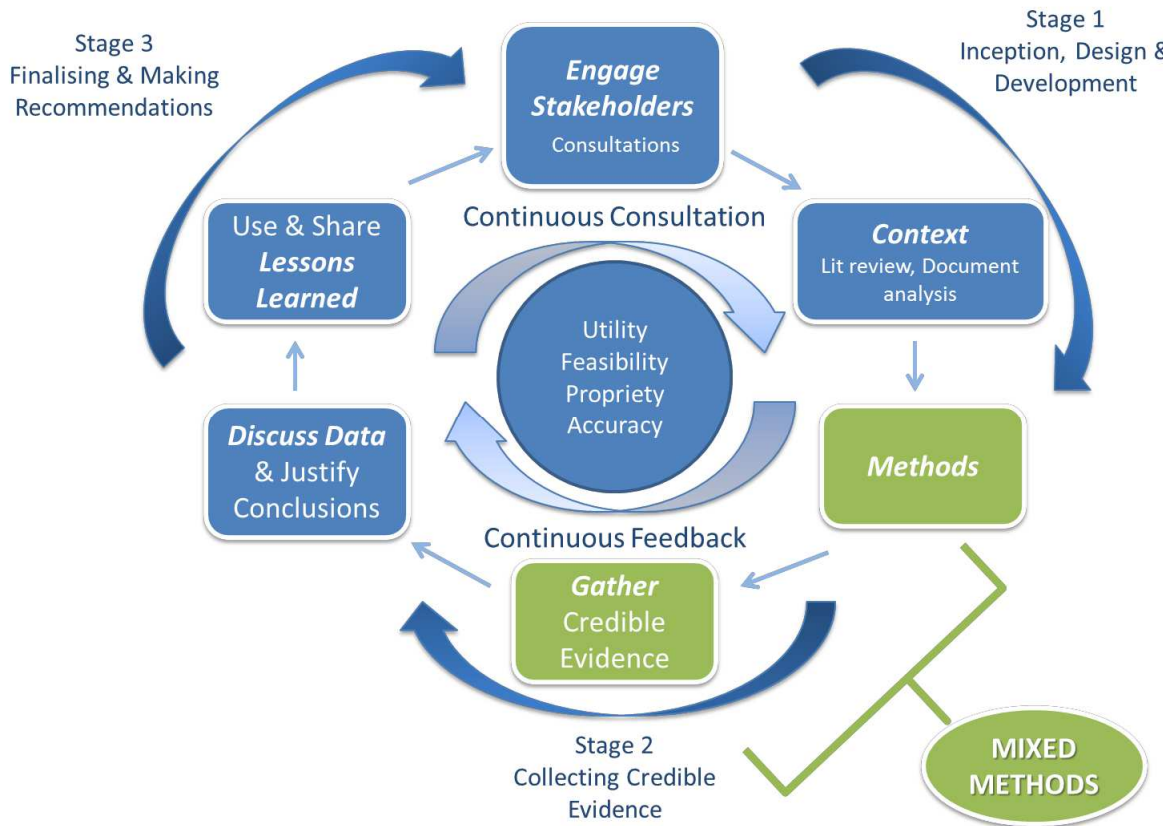 Stage 3
Finalising & Making
Recommendations
Engage
Stakeholders
Consultations
Stage 1
Inception, Design &
Development
Use & Share
Lessons
Learned
Continuous Consultation
Context
Lit review, Document
analysis
Utility
Feasibility
Propriety
Accuracy
Discuss Data
& Justify
Conclusions
Methods
Continuous Feedback
Gather
Credible
Evidence
Stage 2
Collecting Credible
Evidence
MIXED
METHODS